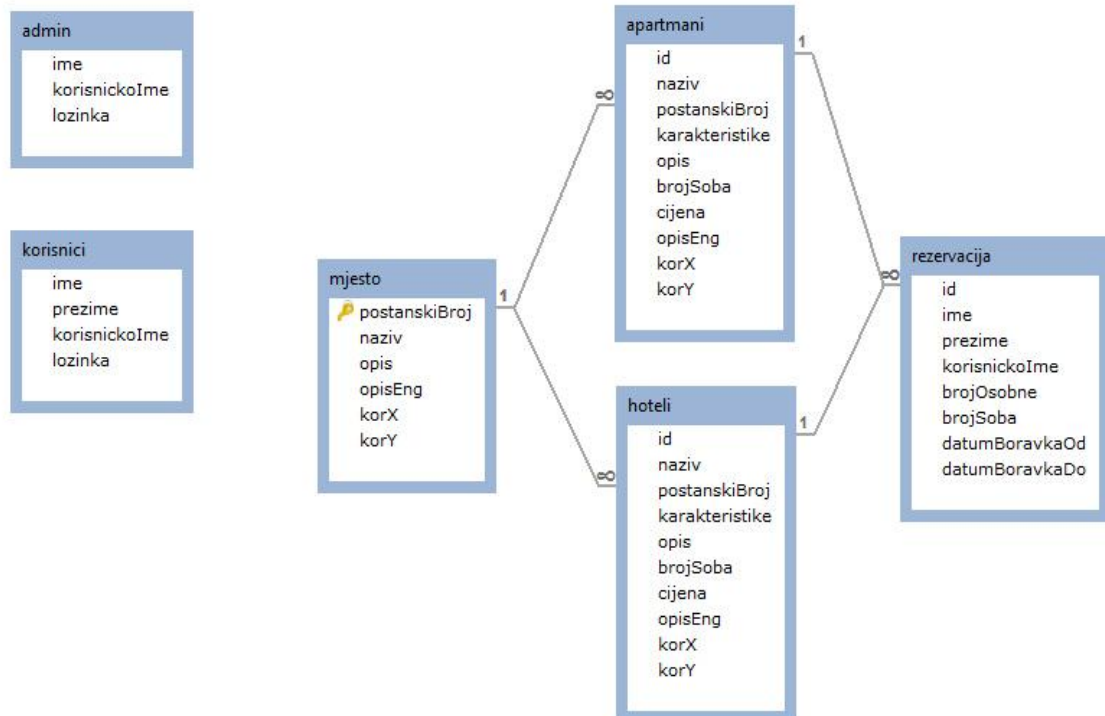 admin
ime
korisnickoIme
lozinka
korisnici
ime
prezime
korisnickoIme
lozinka
mjesto
postanskiBroj
naziv
opis
opisEng
korX
korY
1
∞
∞
apartmani
id
naziv
postanskiBroj
karakteristike
opis
brojSoba
cijena
opisEng
korX
korY
1
hoteli
id
naziv
postanskiBroj
karakteristike
opis
brojSoba
cijena
opisEng
korX
korY
1
∞
rezervacija
id
ime
prezime
korisnickoIme
brojOsobne
brojSoba
datumBoravkaOd
datumBoravkaDo